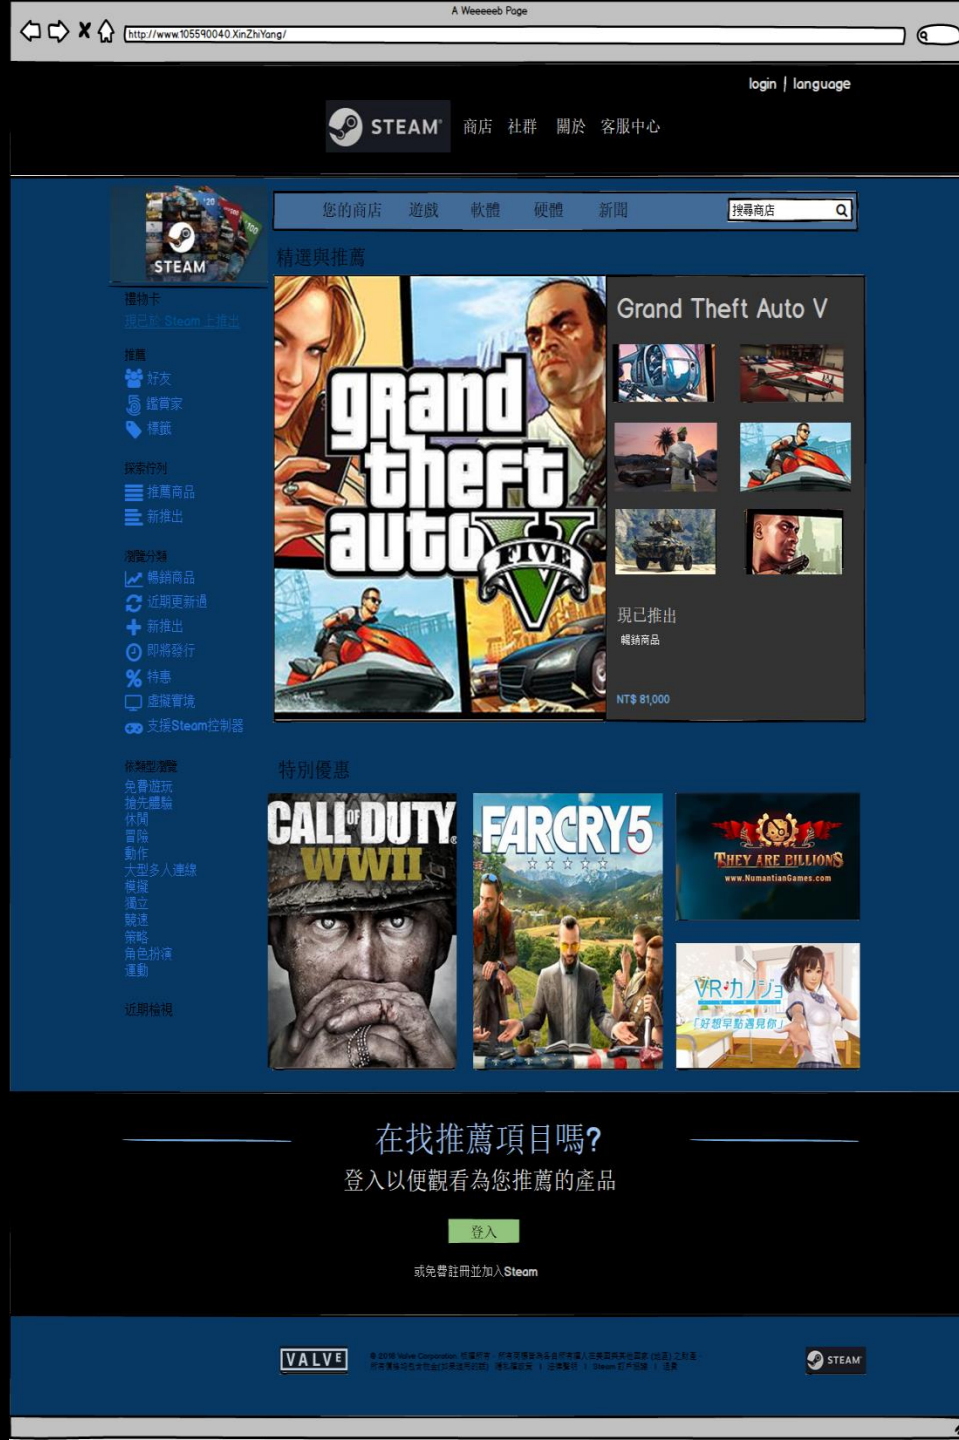 A Weeeeeb Page
http://www.105590040.XinZhiYang/
login | language
STEAM 商店 社群 關於 客服中心
您的商店 遊戲 軟體 硬體 新聞 搜尋商店
STEAM
禮物卡
現已於 Steam 上推出
推薦
好友
鑑賞家
標籤
探索佇列
推薦商品
新推出
瀏覽分類
暢銷商品
近期更新過
新推出
即將發行
特惠
虛擬實境
支援Steam控制器
依類型瀏覽
免費遊玩
搶先體驗
休閒
冒險
動作
大型多人連線
模擬
獨立
競速
策略
角色扮演
運動
近期檢視
精選與推薦
grand
theft
auto V
FIVE
Grand Theft Auto V
現已推出
暢銷商品
NT$ 81,000
特別優惠
CALL OF DUTY
WWII
FARCRY5
THEY ARE BILLIONS
www.NumantianGames.com
VR・カノジョ
「好想早點遇見你」
在找推薦項目嗎?
登入以便觀看為您推薦的產品
登入
或免費註冊並加入Steam
VALVE
© 2018 Valve Corporation.
STEAM